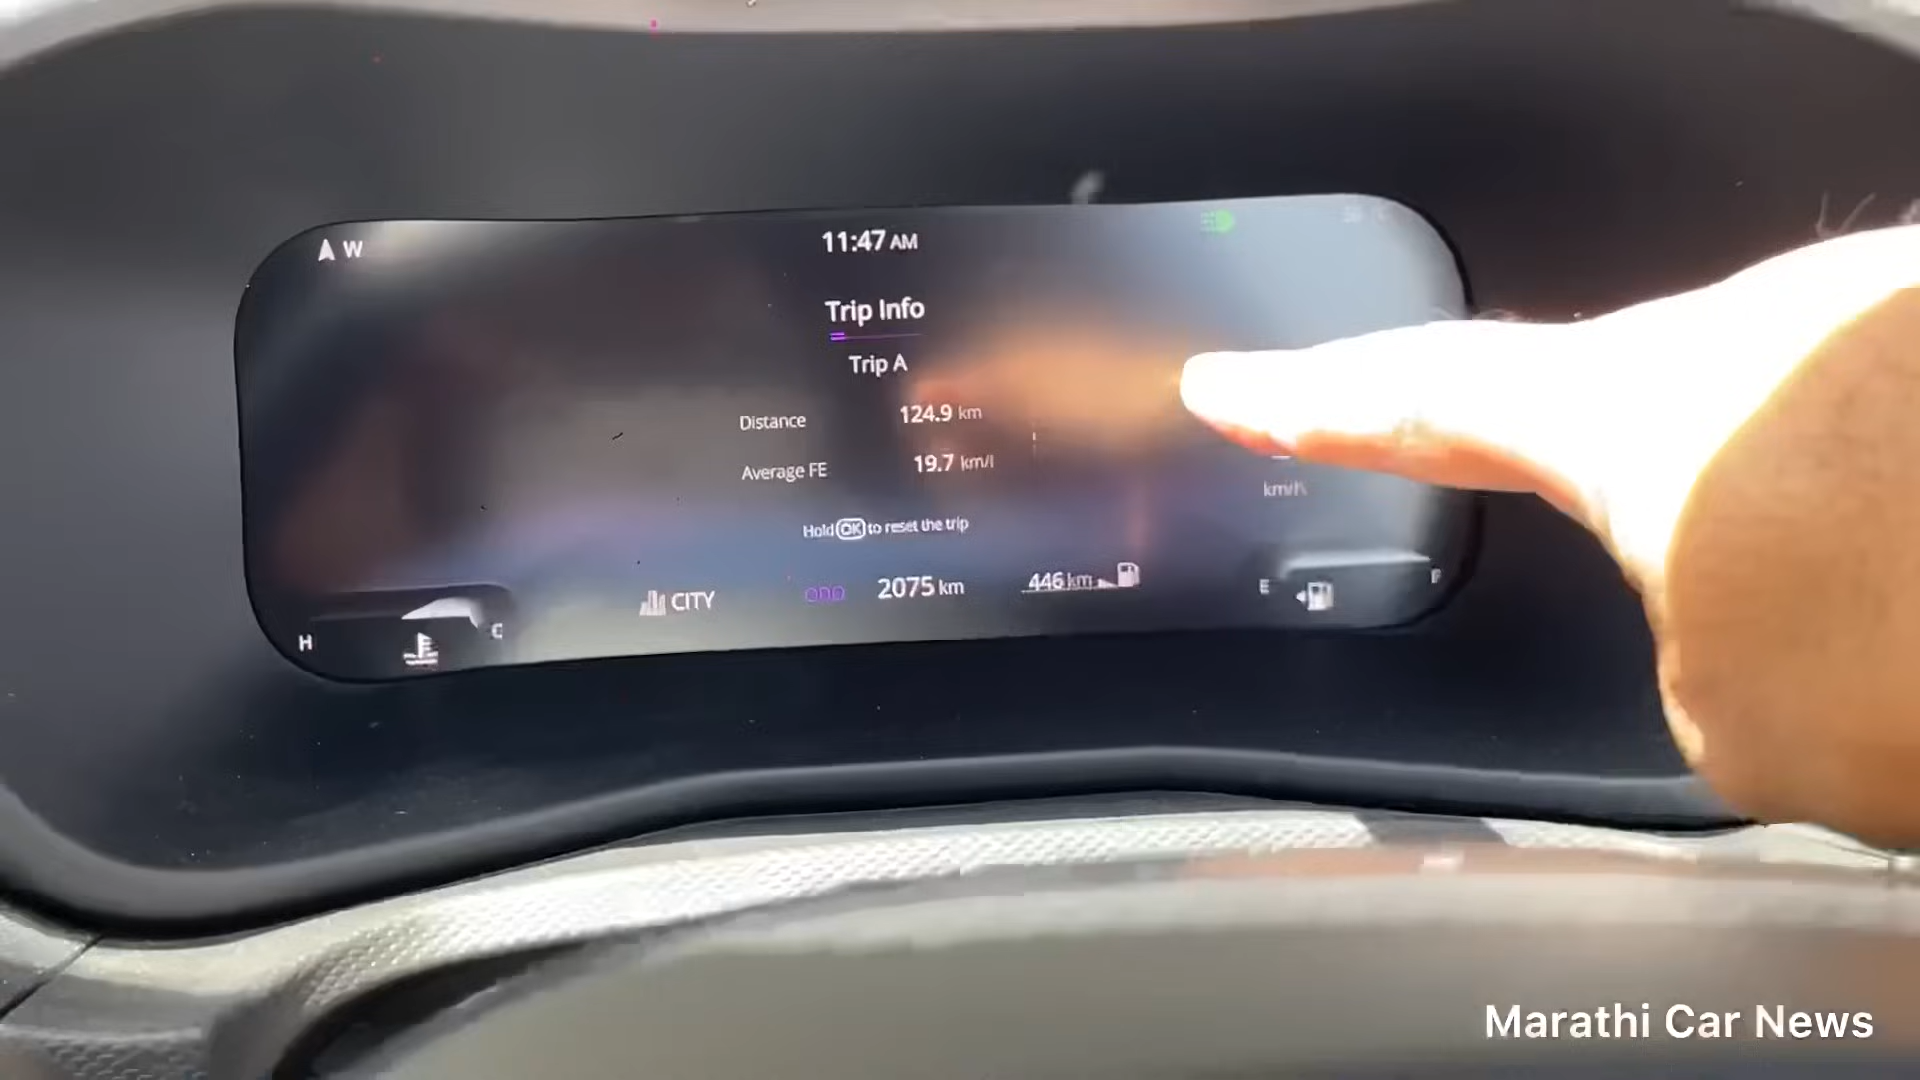 W
11:47 AM
Trip Info
Trip A
Distance 124.9 km
Average FE 19.7 km/l
km/h
Hold OK to reset the trip
H C
CITY ODO 2075 km 446 km
E F
Marathi Car News